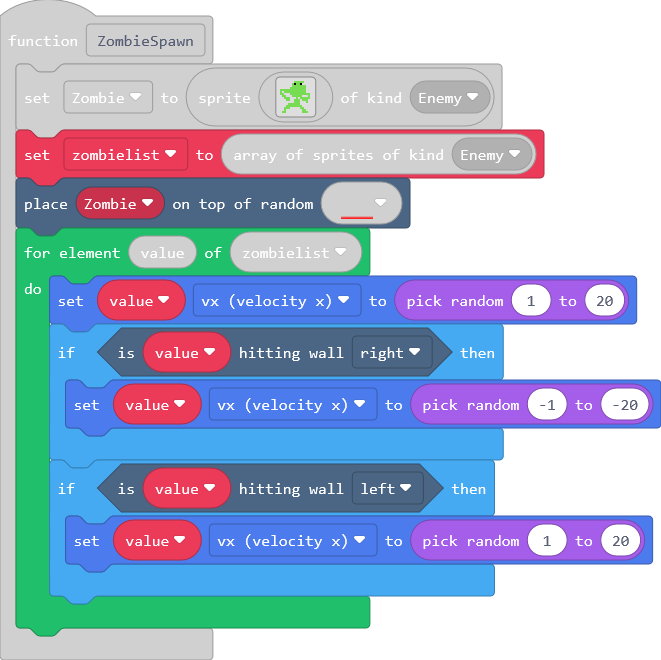 function ZombieSpawn
set Zombie to sprite of kind Enemy
set zombielist to array of sprites of kind Enemy
place Zombie on top of random
for element value of zombielist
do set value vx (velocity x) to pick random 1 to 20
if is value hitting wall right then
set value vx (velocity x) to pick random -1 to -20
if is value hitting wall left then
set value vx (velocity x) to pick random 1 to 20